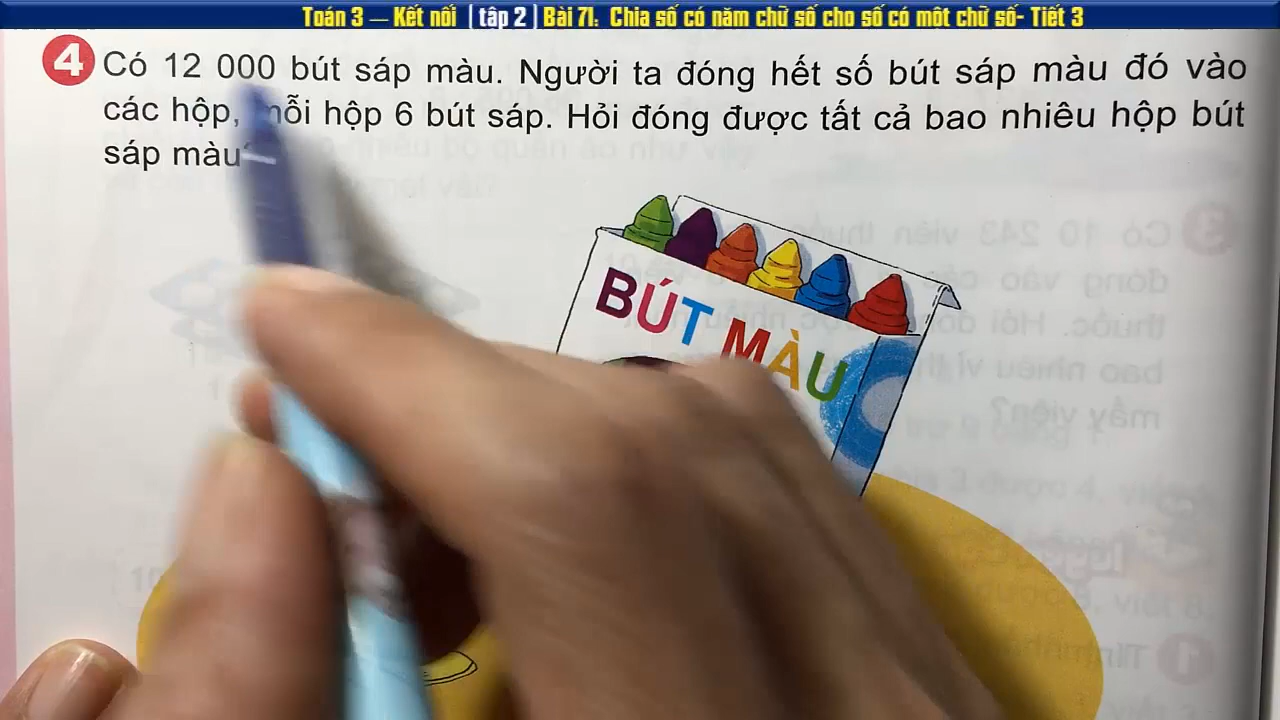 Toán 3 – Kết nối [ tập 2 ] Bài 71: Chia số có năm chữ số cho số có một chữ số- Tiết 3
4 Có 12 000 bút sáp màu. Người ta đóng hết số bút sáp màu đó vào
các hộp, hộp 6 bút sáp. Hỏi đóng được tất cả bao nhiêu hộp bút
sáp màu
BÚT MÀU